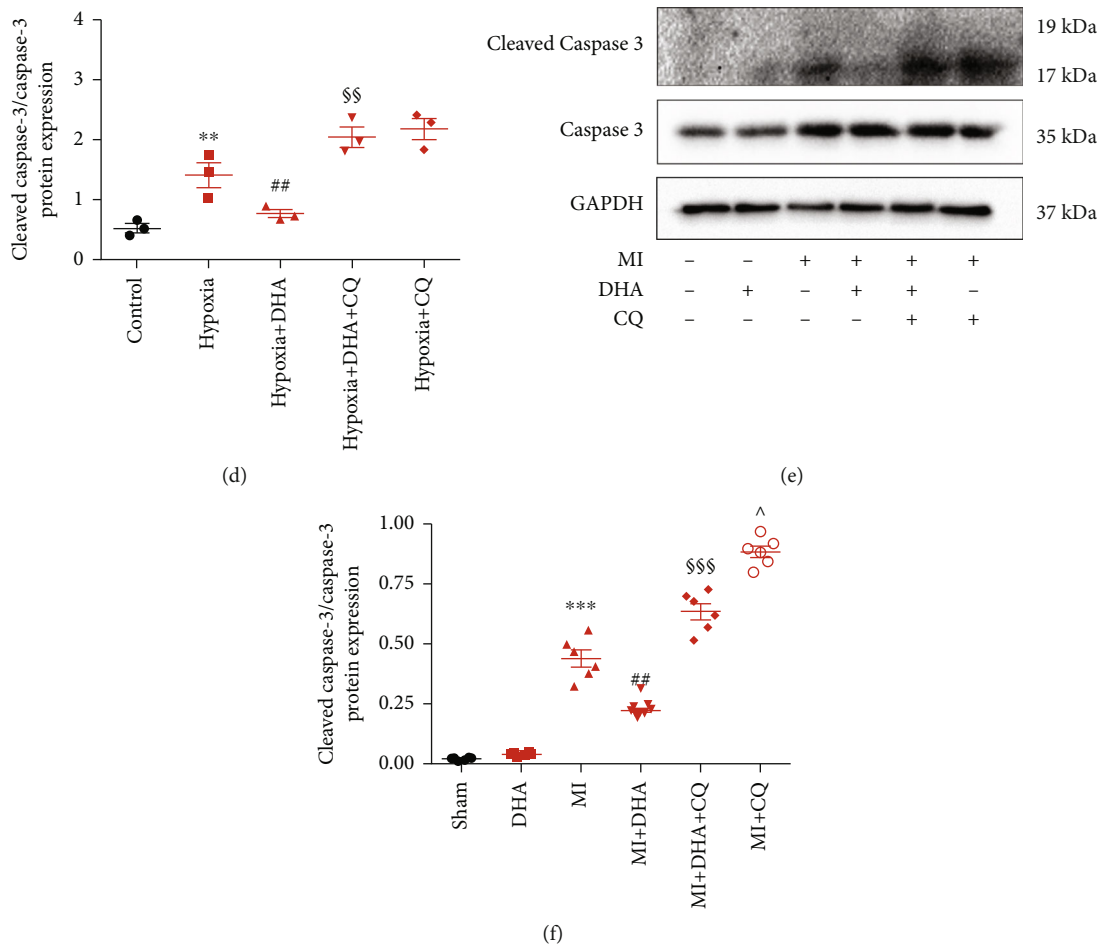 4
3
2
1
0
Cleaved caspase-3/caspase-3
protein expression
**
##
§§
Control
Hypoxia
Hypoxia+DHA
Hypoxia+DHA+CQ
Hypoxia+CQ
(d)
Cleaved Caspase 3
19 kDa
17 kDa
Caspase 3
35 kDa
GAPDH
37 kDa
MI – – + + + +
DHA – + – + + –
CQ – – – – + +
(e)
1.00
0.75
0.50
0.25
0.00
Cleaved caspase-3/caspase-3
protein expression
***
##
§§§
^
Sham
DHA
MI
MI+DHA
MI+DHA+CQ
MI+CQ
(f)